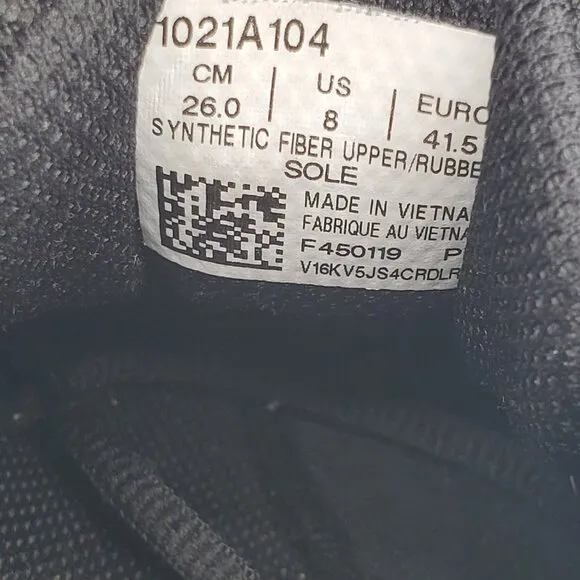 1021A104
CM | US | EURO
26.0 | 8 | 41.5
SYNTHETIC FIBER UPPER/RUBBE
SOLE
MADE IN VIETNA
FABRIQUE AU VIETNA
F450119 P
V16KV5JS4CRDLR